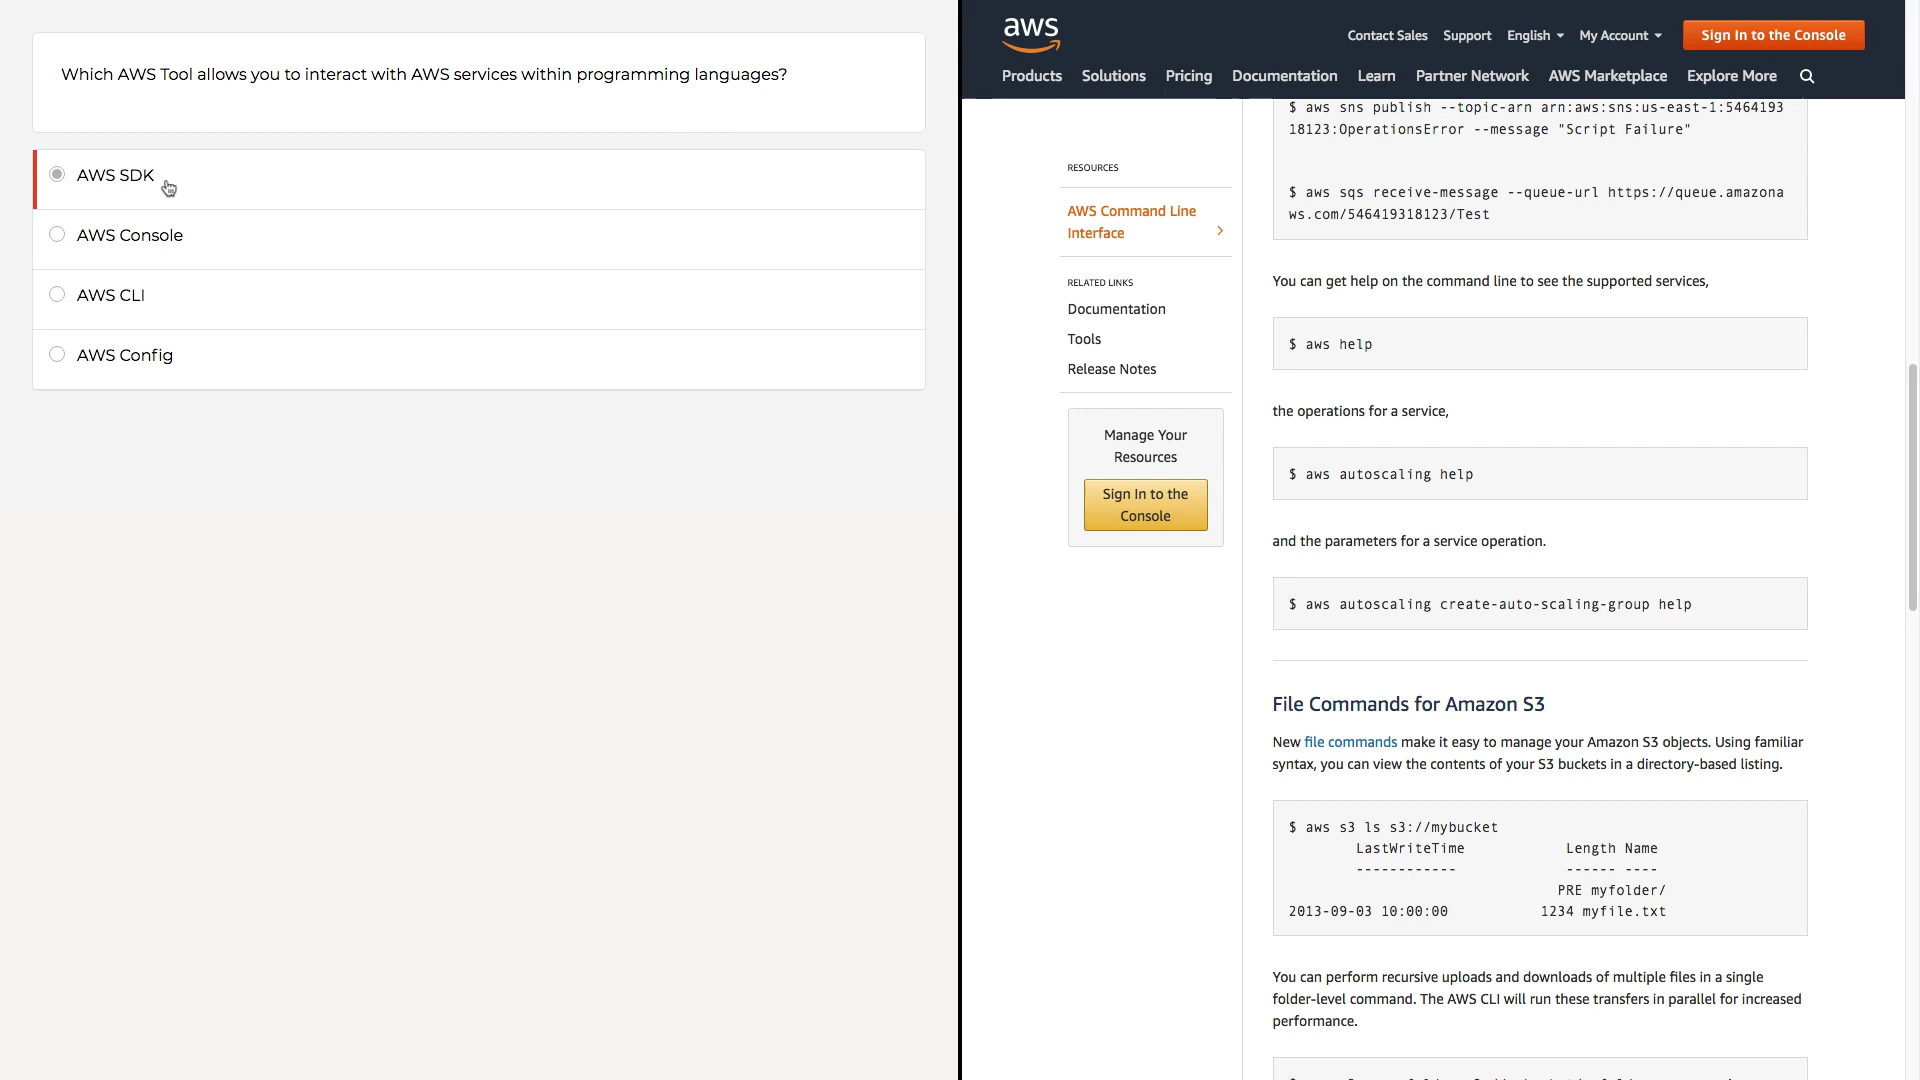 Which AWS Tool allows you to interact with AWS services within programming languages?
AWS SDK
AWS Console
AWS CLI
AWS Config
aws
Contact Sales Support English My Account Sign In to the Console
Products Solutions Pricing Documentation Learn Partner Network AWS Marketplace Explore More
RESOURCES
AWS Command Line
Interface
RELATED LINKS
Documentation
Tools
Release Notes
Manage Your
Resources
Sign In to the
Console
$ aws sns publish --topic-arn arn:aws:sns:us-east-1:5464193
18123:OperationsError --message "Script Failure"
$ aws sqs receive-message --queue-url https://queue.amazona
ws.com/546419318123/Test
You can get help on the command line to see the supported services,
$ aws help
the operations for a service,
$ aws autoscaling help
and the parameters for a service operation.
$ aws autoscaling create-auto-scaling-group help
File Commands for Amazon S3
New file commands make it easy to manage your Amazon S3 objects. Using familiar
syntax, you can view the contents of your S3 buckets in a directory-based listing.
$ aws s3 ls s3://mybucket
LastWriteTime Length Name
------------ ------ ----
PRE myfolder/
2013-09-03 10:00:00 1234 myfile.txt
You can perform recursive uploads and downloads of multiple files in a single
folder-level command. The AWS CLI will run these transfers in parallel for increased
performance.